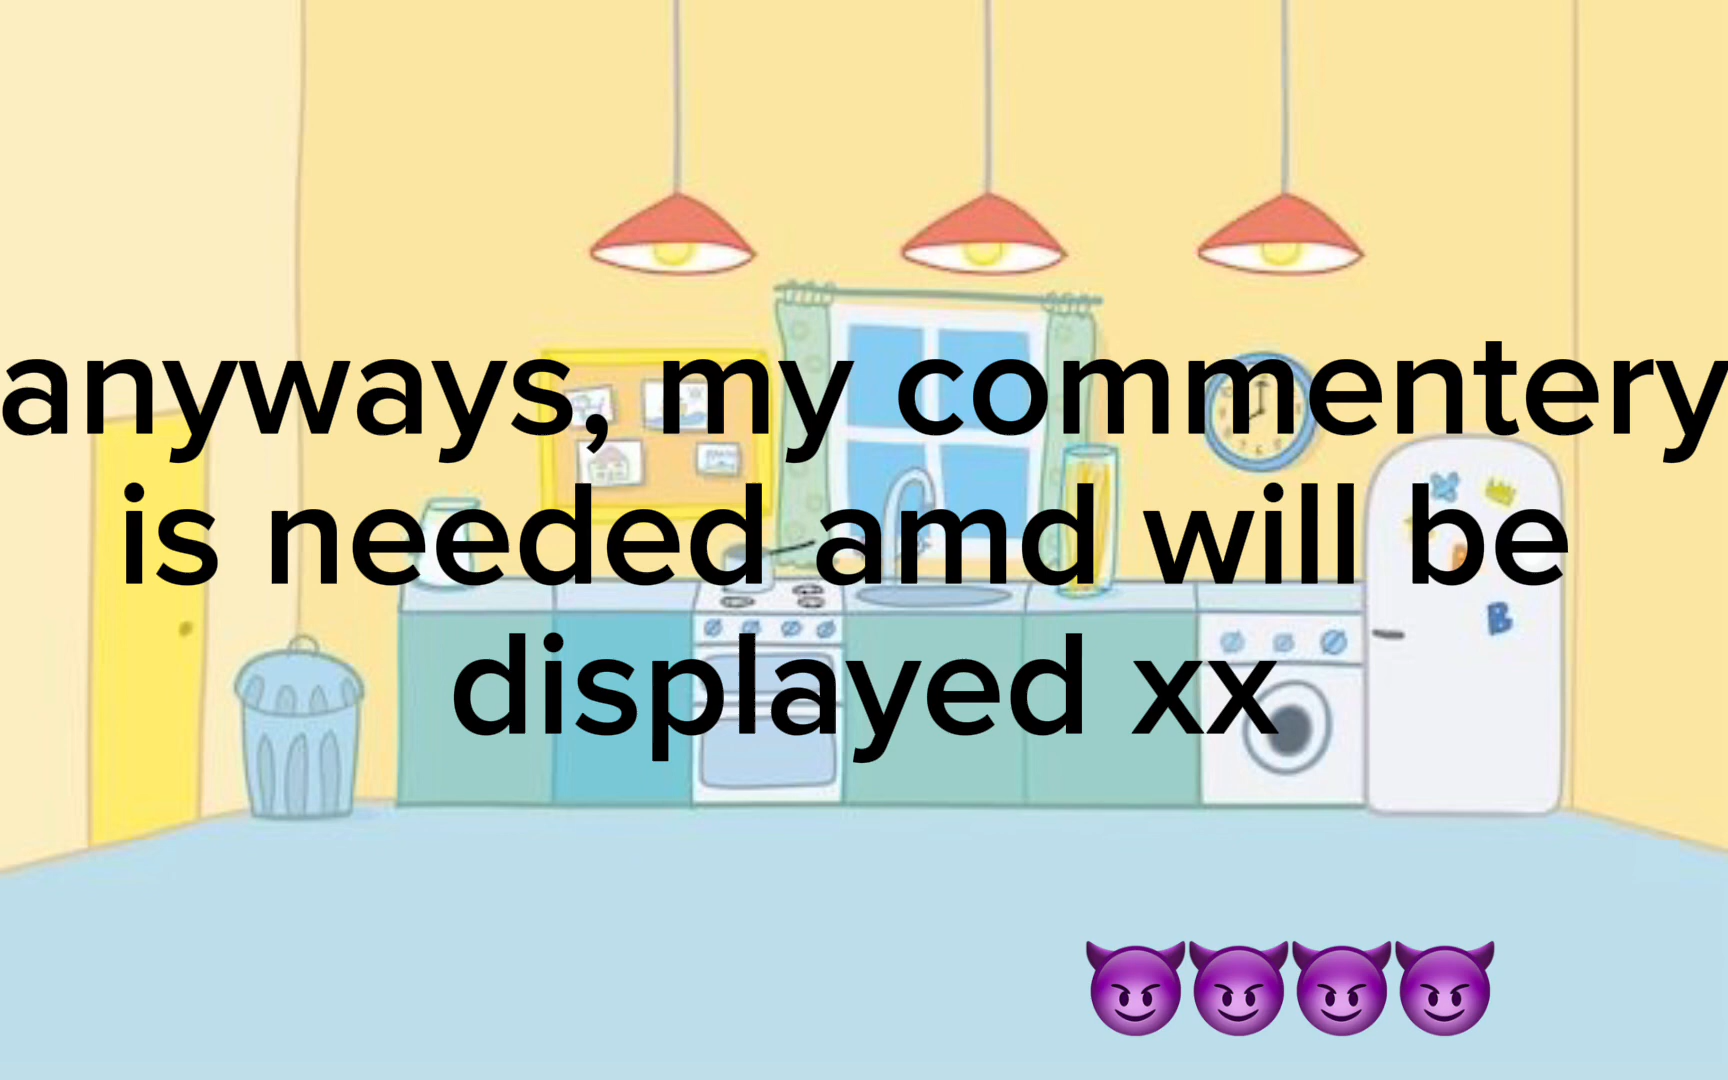 anyways, my commentery
is needed amd will be
displayed xx
B
😈😈😈😈